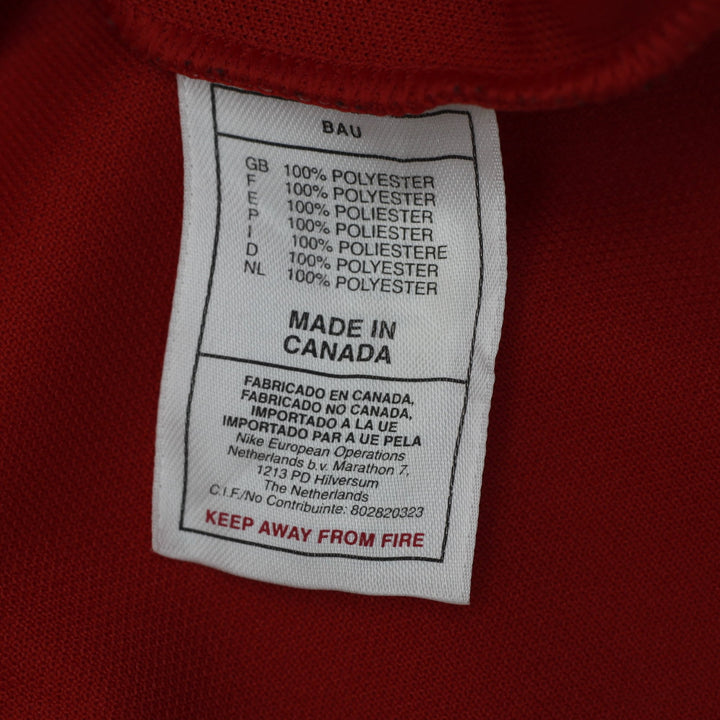 BAU
GB 100% POLYESTER
F 100% POLYESTER
E 100% POLIESTER
P 100% POLIESTER
I 100% POLIESTERE
D 100% POLYESTER
NL 100% POLYESTER
MADE IN
CANADA
FABRICADO EN CANADA,
FABRICADO NO CANADA,
IMPORTADO A LA UE
IMPORTADO PAR A UE PELA
Nike European Operations
Netherlands b.v. Marathon 7,
1213 PD Hilversum
The Netherlands
C.I.F./No Contribuinte: 802820323
KEEP AWAY FROM FIRE